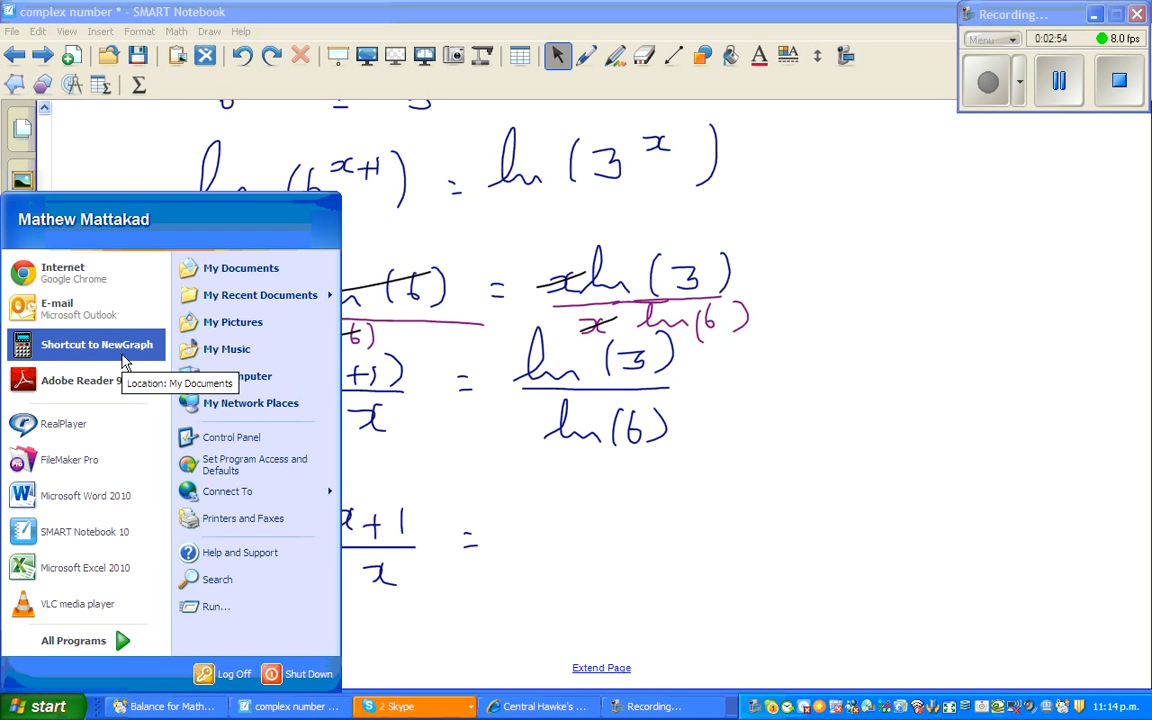 complex number * - SMART Notebook
Recording...
File Edit View Insert Format Math Draw Help
Menu 0:02:54 8.0 fps
ln (6^{x+1}) = ln (3^x)
Mathew Mattakad
Internet
Google Chrome
E-mail
Microsoft Outlook
Shortcut to NewGraph
Adobe Reader 9
Location: My Documents
RealPlayer
FileMaker Pro
Microsoft Word 2010
SMART Notebook 10
Microsoft Excel 2010
VLC media player
All Programs
My Documents
My Recent Documents
My Pictures
My Music
My Network Places
Control Panel
Set Program Access and
Defaults
Connect To
Printers and Faxes
Help and Support
Search
Run...
Log Off Shut Down
n (6) = x ln (3)
6) x ln(6)
+1) = ln (3)
x ln(6)
x+1 =
x
Extend Page
start Balance for Math... complex number ... 2 Skype Central Hawke's ... Recording... 11:14 p.m.